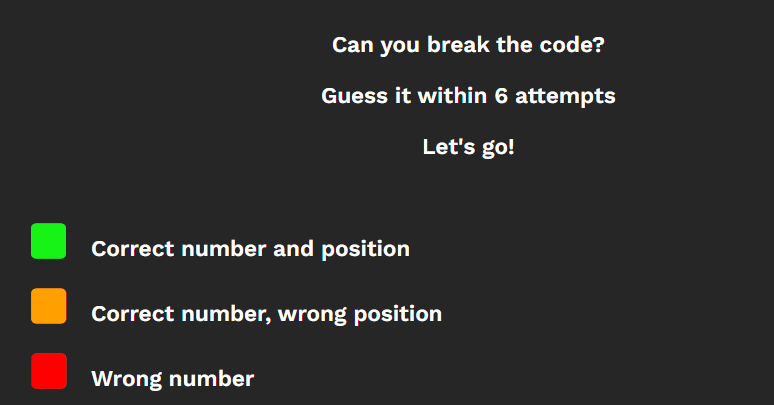 Can you break the code?
Guess it within 6 attempts
Let's go!
Correct number and position
Correct number, wrong position
Wrong number